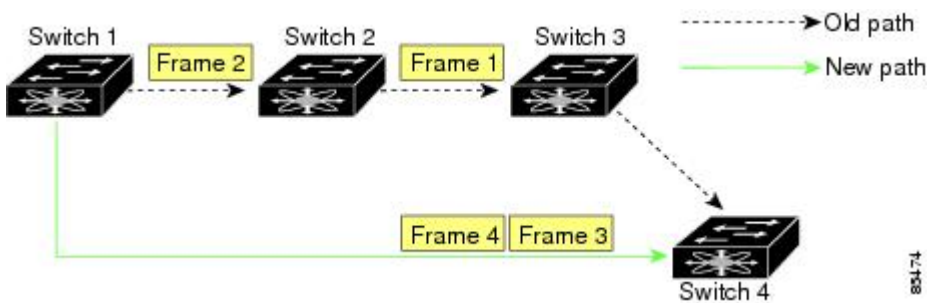 Switch 1
Switch 2
Switch 3
Old path
New path
Frame 2
Frame 1
Frame 4
Frame 3
Switch 4
85474